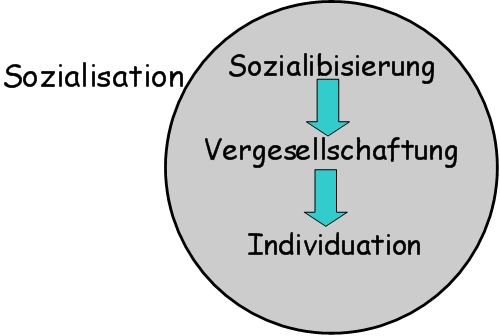 Sozialisation
Sozialibisierung
Vergesellschaftung
Individuation